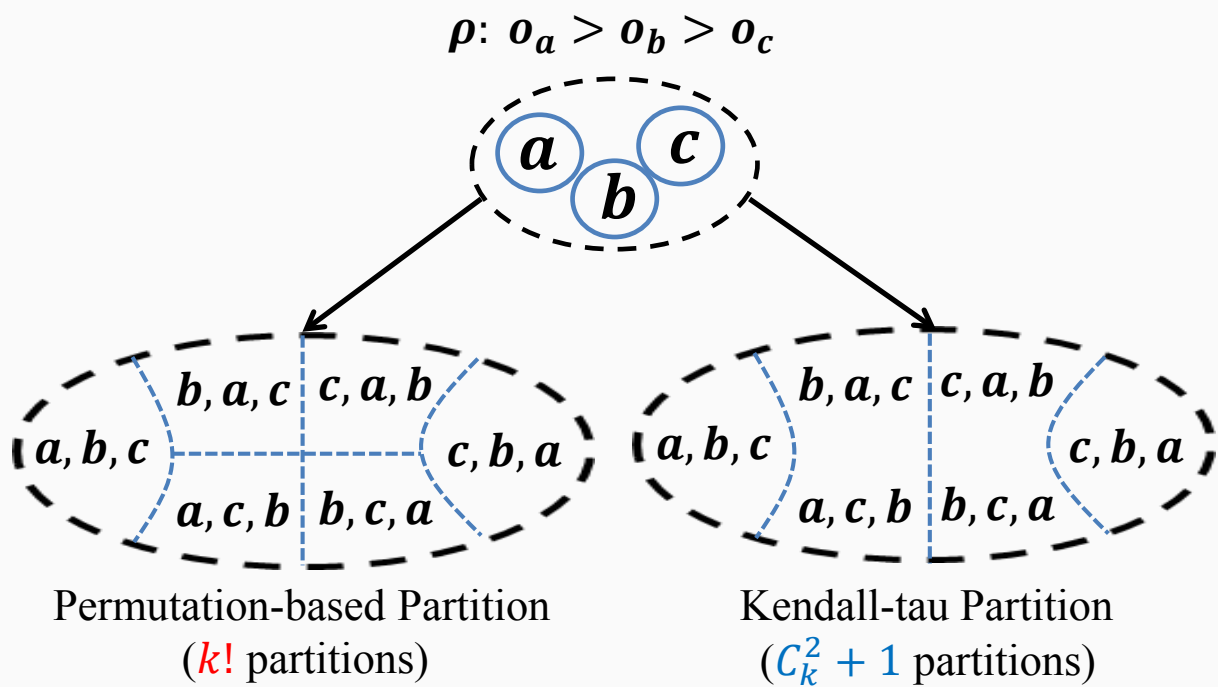 ρ: o_a > o_b > o_c
a
c
b
b, a, c
c, a, b
a, b, c
c, b, a
a, c, b
b, c, a
b, a, c
c, a, b
a, b, c
c, b, a
a, c, b
b, c, a
Permutation-based Partition
(k! partitions)
Kendall-tau Partition
(C_k^2 + 1 partitions)